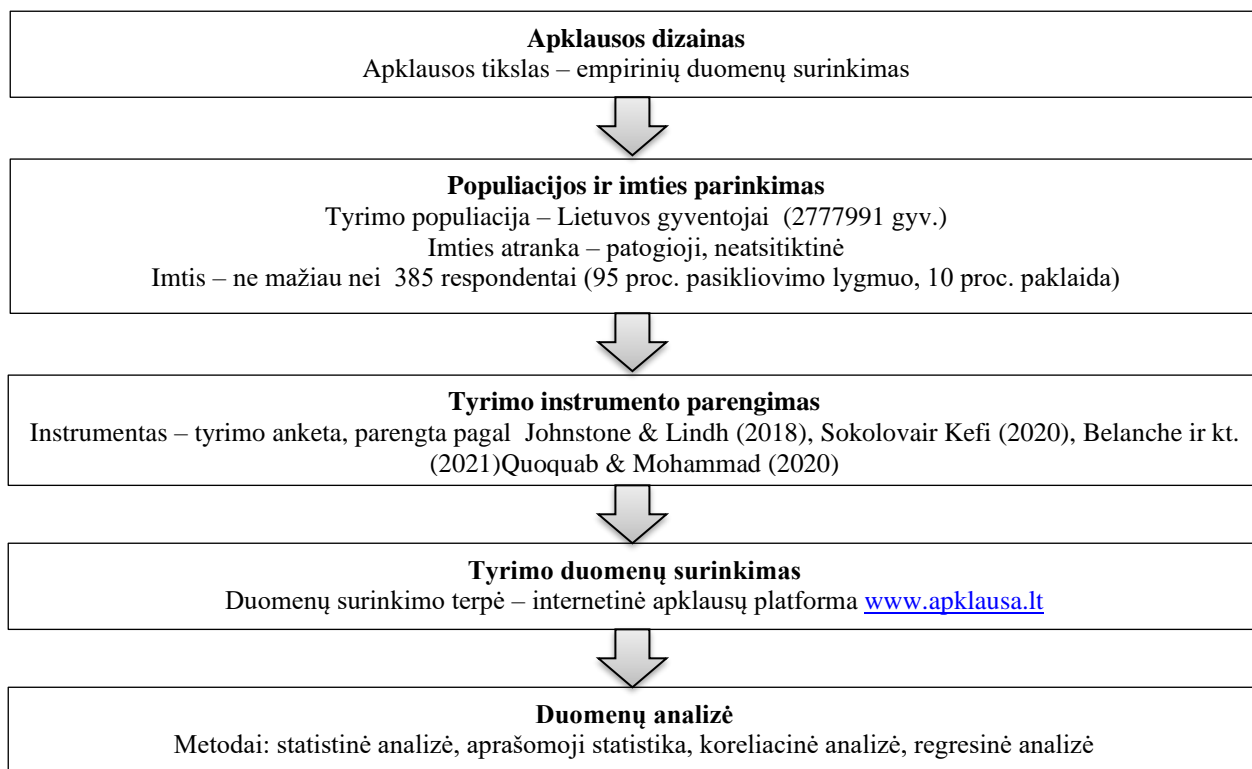 Apklausos dizainas
Apklausos tikslas – empirinių duomenų surinkimas
Populiacijos ir imties parinkimas
Tyrimo populiacija – Lietuvos gyventojai (2777991 gyv.)
Imties atranka – patogioji, neatsitiktinė
Imtis – ne mažiau nei 385 respondentai (95 proc. pasikliovimo lygmuo, 10 proc. paklaida)
Tyrimo instrumento parengimas
Instrumentas – tyrimo anketa, parengta pagal Johnstone & Lindh (2018), Sokolovair Kefi (2020), Belanche ir kt.
(2021)Quoquab & Mohammad (2020)
Tyrimo duomenų surinkimas
Duomenų surinkimo terpė – internetinė apklausų platforma www.apklausa.lt
Duomenų analizė
Metodai: statistinė analizė, aprašomoji statistika, koreliacinė analizė, regresinė analizė